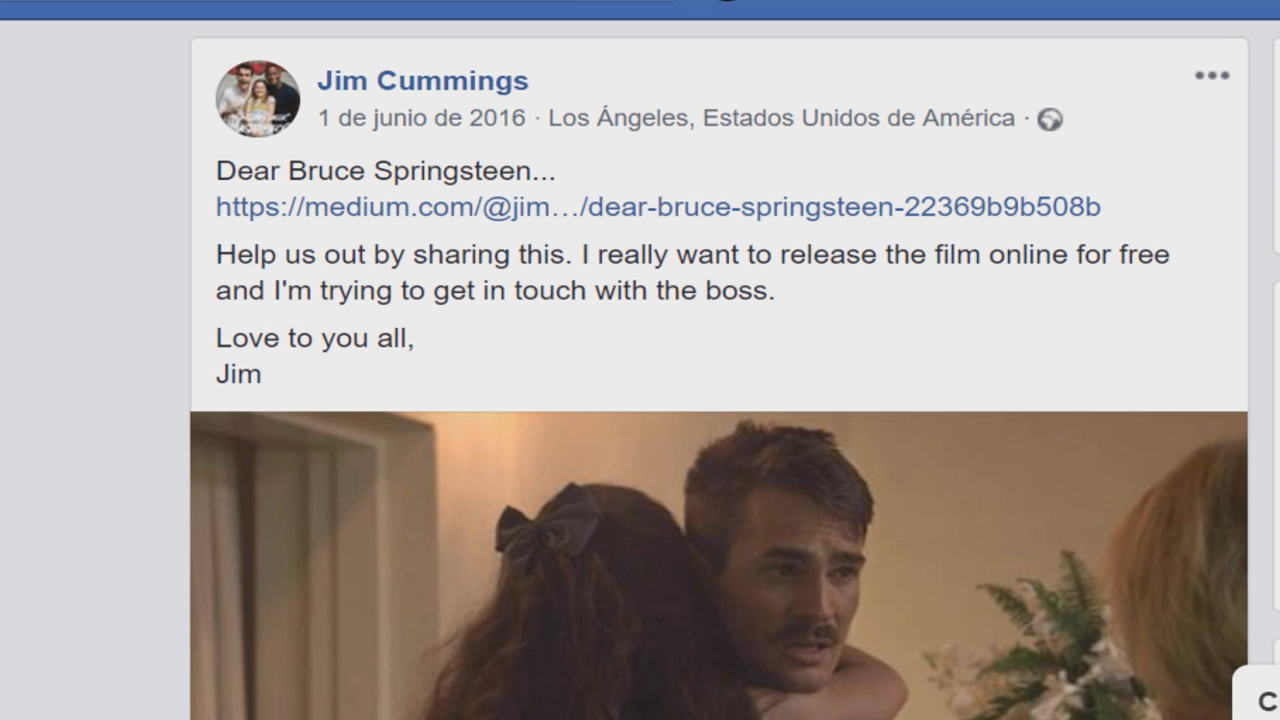 Jim Cummings
1 de junio de 2016 · Los Ángeles, Estados Unidos de América ·
Dear Bruce Springsteen...
https://medium.com/@jim…/dear-bruce-springsteen-22369b9b508b
Help us out by sharing this. I really want to release the film online for free
and I'm trying to get in touch with the boss.
Love to you all,
Jim